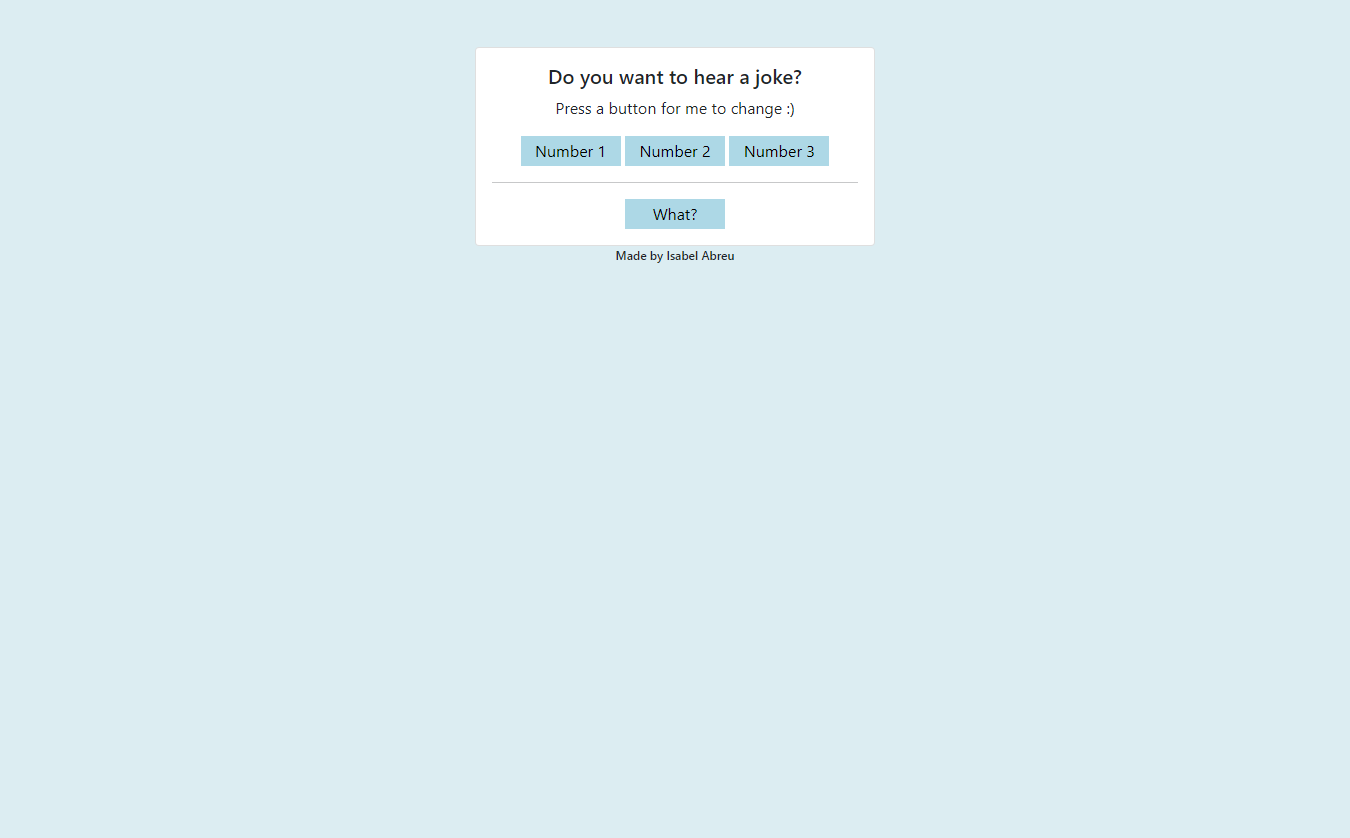 Do you want to hear a joke?
Press a button for me to change :)
Number 1 Number 2 Number 3
What?
Made by Isabel Abreu